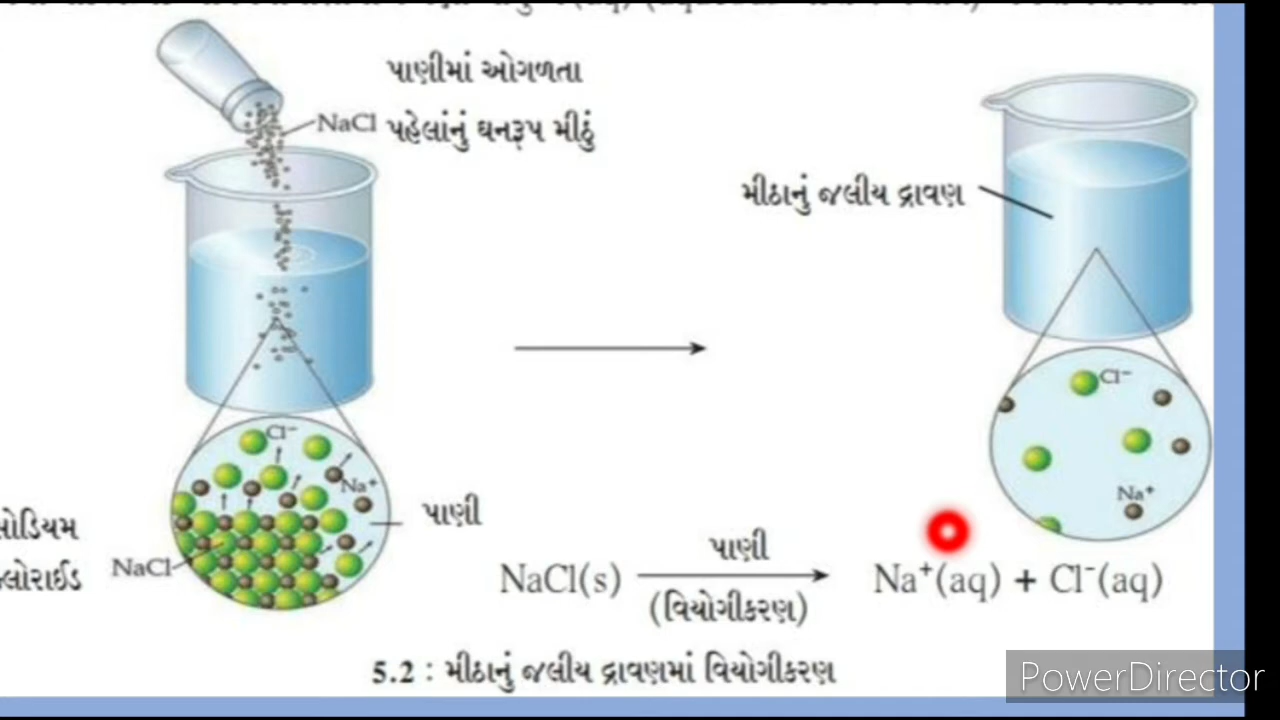 પાણીમાં ઓગળતા
NaCl પહેલાંનું ઘનરૂપ મીઠું
મીઠાનું જલીય દ્રાવણ
Cl⁻
Na⁺
Cl⁻
Na⁺
પાણી
NaCl
NaCl(s) પાણી (વિયોગીકરણ) Na⁺(aq) + Cl⁻(aq)
5.2 : મીઠાનું જલીય દ્રાવણમાં વિયોગીકરણ
PowerDirector